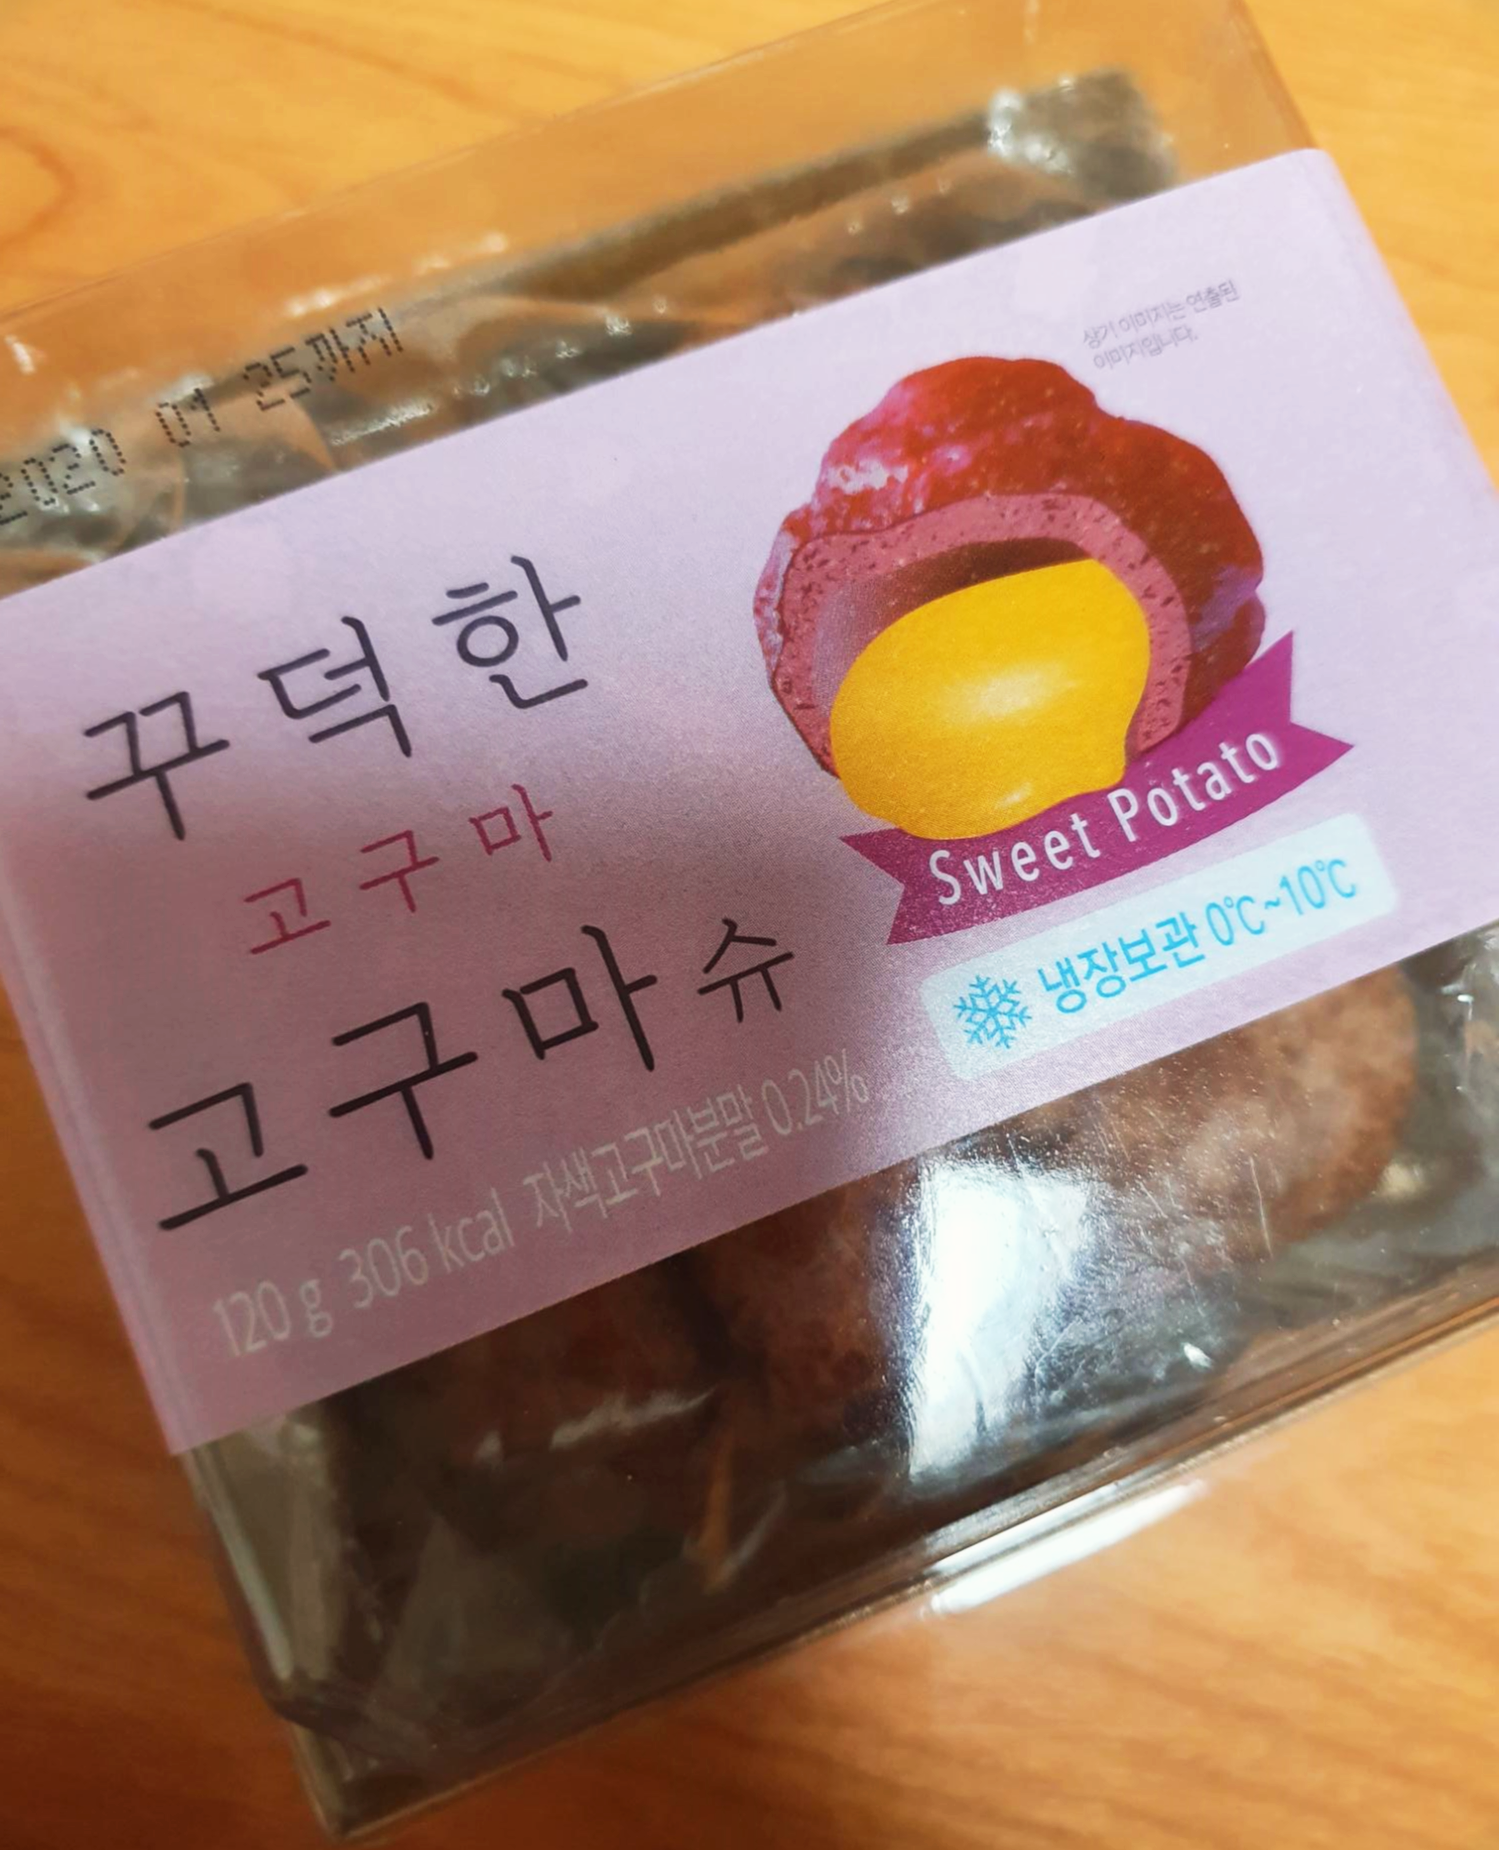 2020 01 25까지
상기 이미지는 연출된
이미지입니다.
꾸덕한
고구마
고구마슈
Sweet Potato
냉장보관 0℃~10℃
120 g 306 kcal 자색고구마분말 0.24%